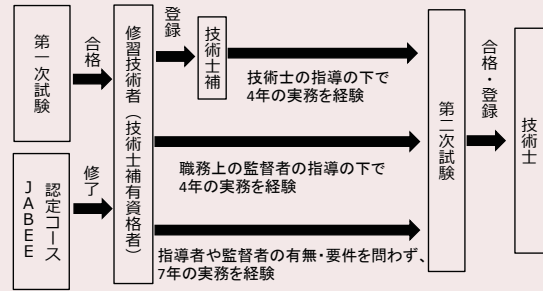 第一次試験
合格
JABEE
認定コース
修了
修習技術者（技術士補有資格者）
登録
技術士補
技術士の指導の下で
4年の実務を経験
職務上の監督者の指導の下で
4年の実務を経験
指導者や監督者の有無・要件を問わず、
7年の実務を経験
第二次試験
合格・登録
技術士